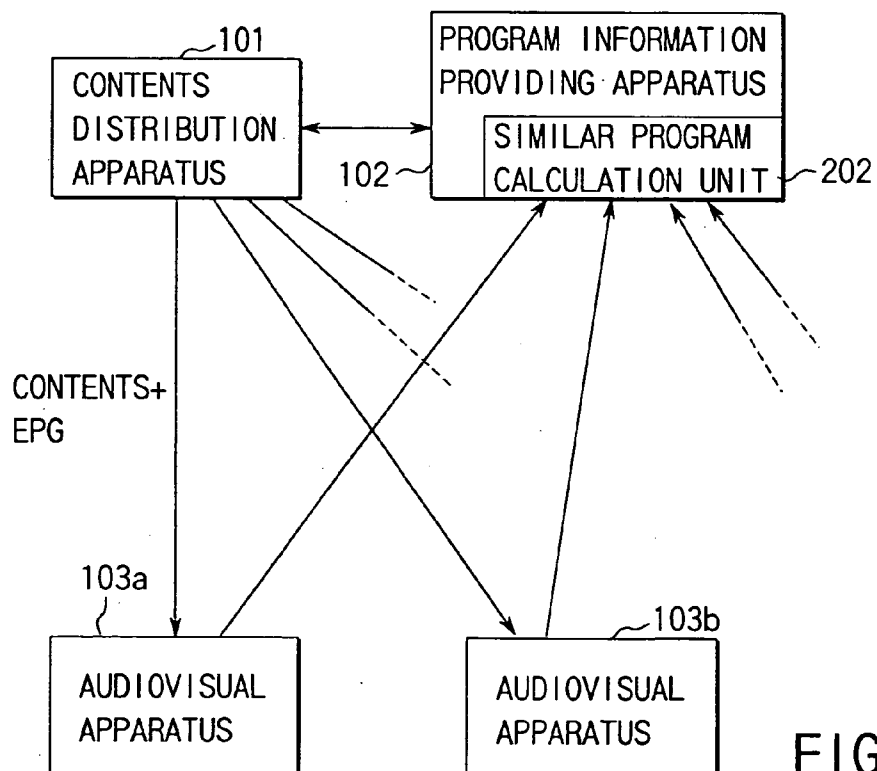 101
CONTENTS
DISTRIBUTION
APPARATUS
PROGRAM INFORMATION
PROVIDING APPARATUS
SIMILAR PROGRAM
CALCULATION UNIT
102
202
CONTENTS+
EPG
103a
AUDIOVISUAL
APPARATUS
103b
AUDIOVISUAL
APPARATUS
FIG